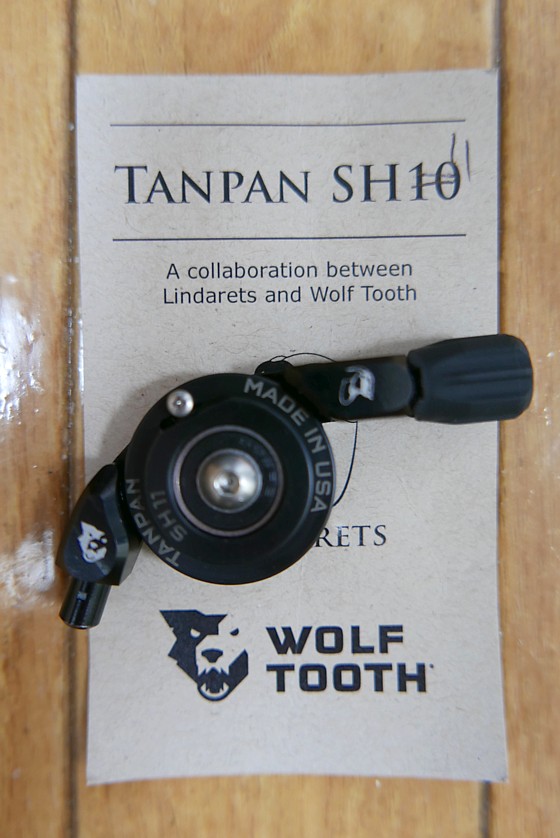 TANPAN SH10
11
A collaboration between
Lindarets and Wolf Tooth
MADE IN USA
TANPAN
SH11
RETS
WOLF
TOOTH